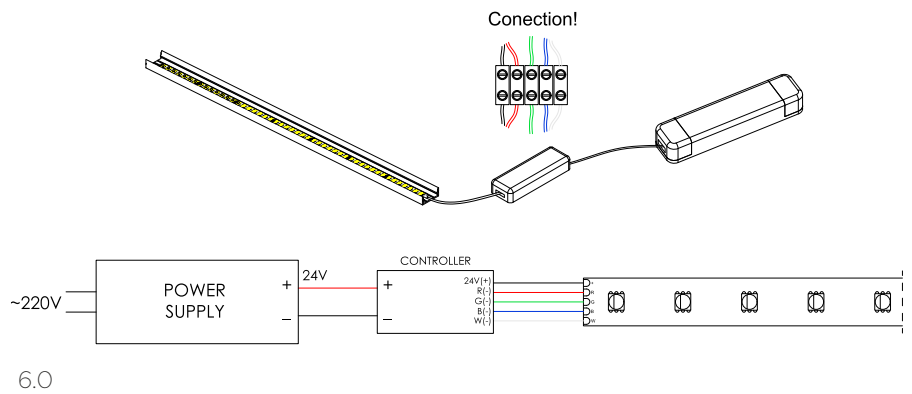 Conection!
CONTROLLER
~220V
POWER
SUPPLY
+
24V
−
+
−
24V(+)
R(-)
G(-)
B(-)
W(-)
+
R
G
B
W
6.0